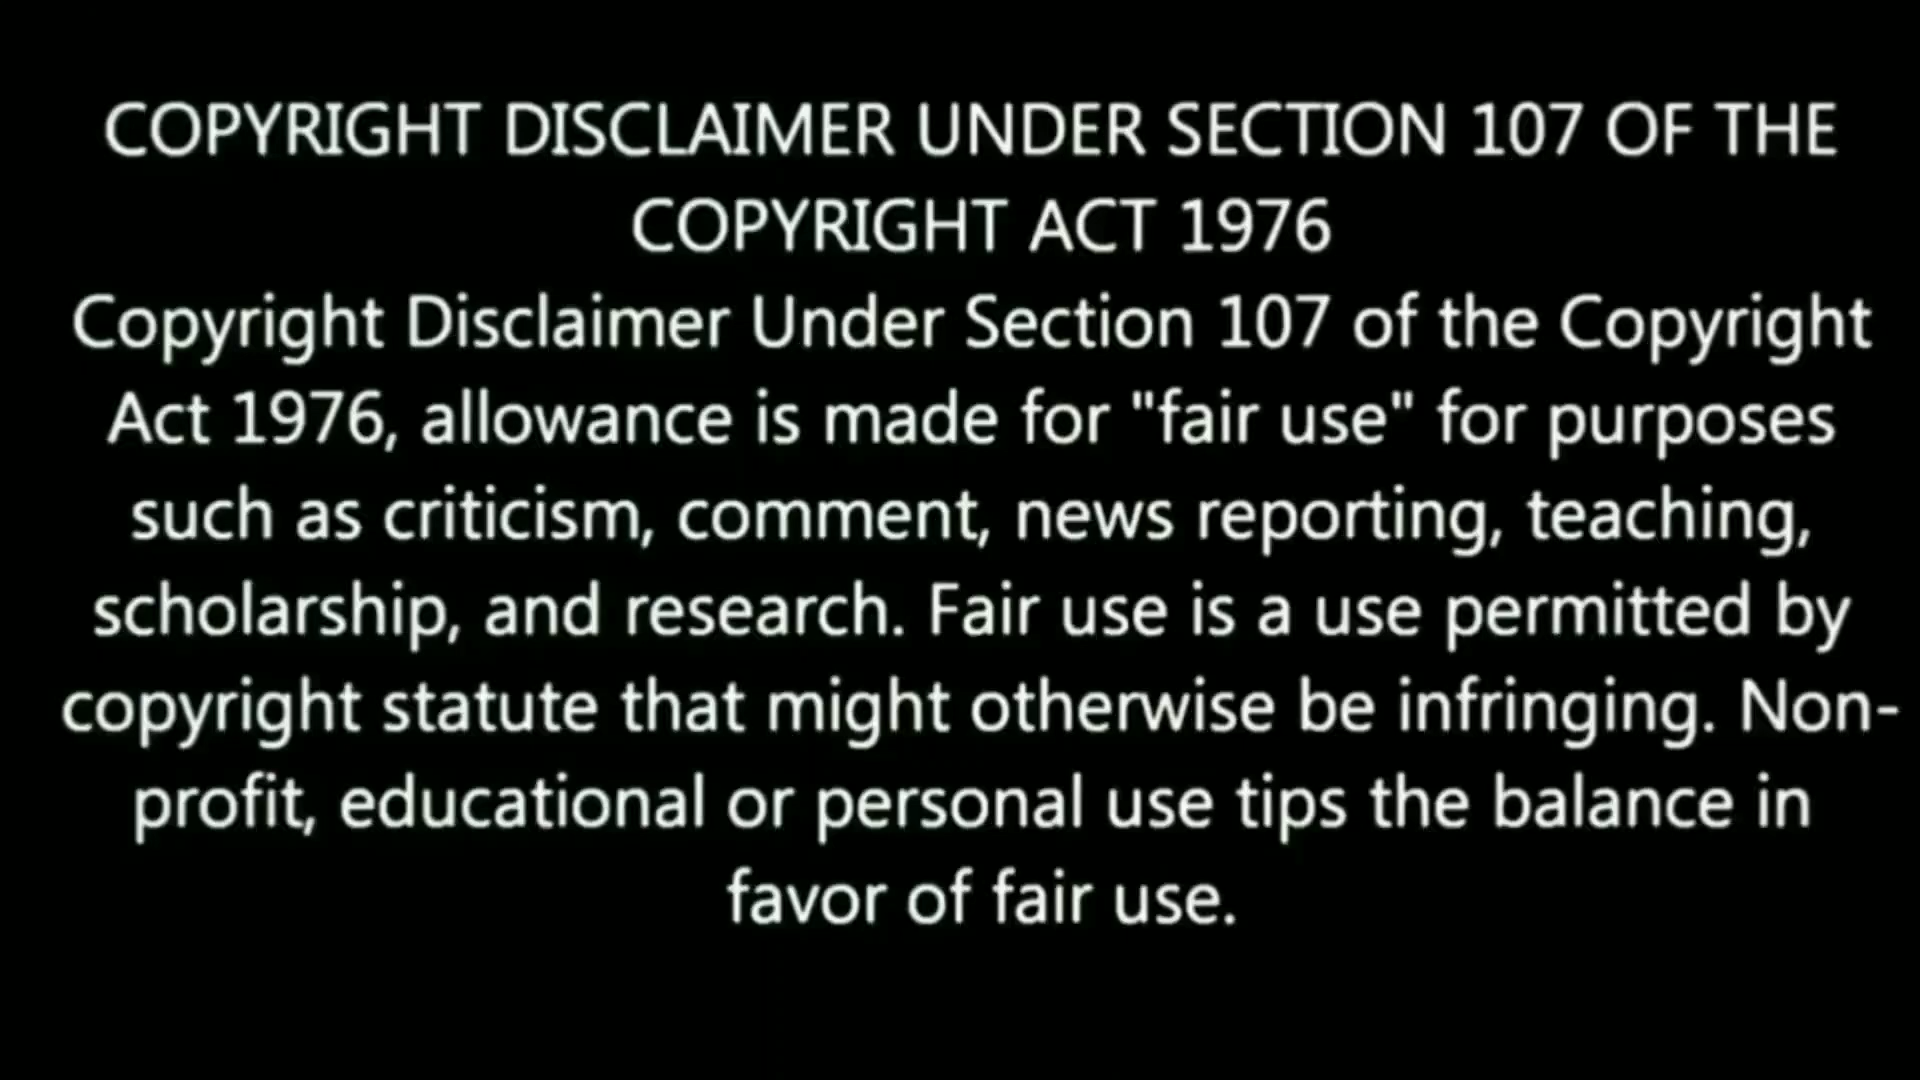 COPYRIGHT DISCLAIMER UNDER SECTION 107 OF THE
COPYRIGHT ACT 1976
Copyright Disclaimer Under Section 107 of the Copyright
Act 1976, allowance is made for "fair use" for purposes
such as criticism, comment, news reporting, teaching,
scholarship, and research. Fair use is a use permitted by
copyright statute that might otherwise be infringing. Non-
profit, educational or personal use tips the balance in
favor of fair use.